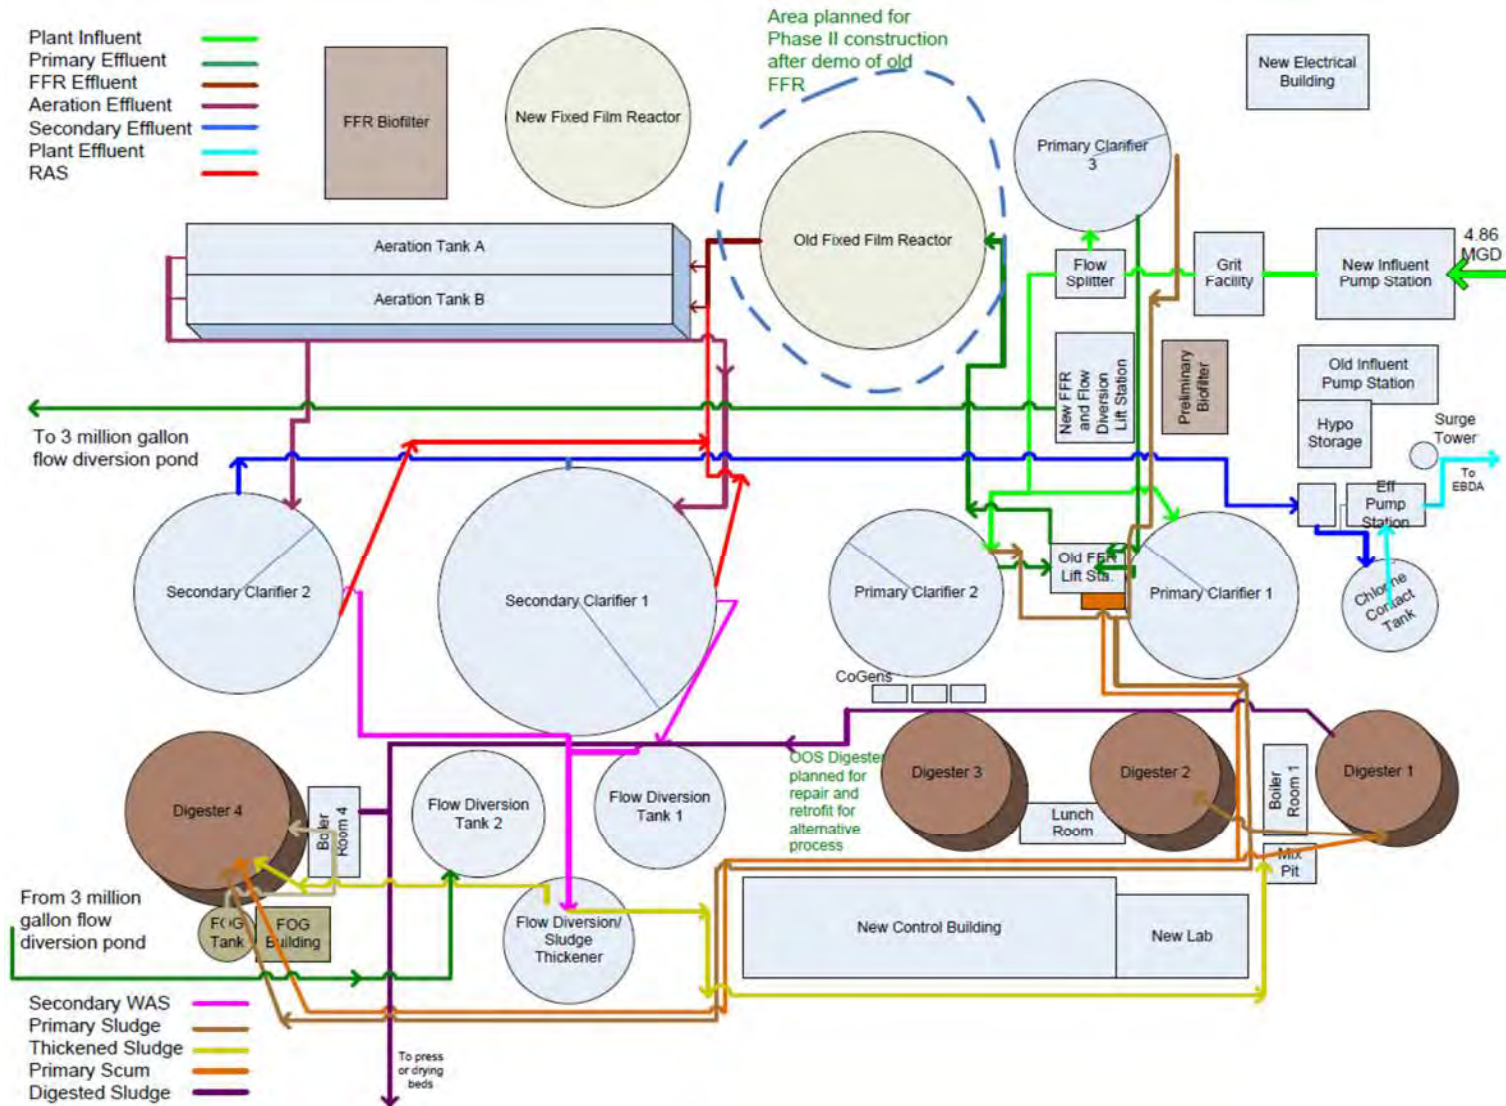 Plant Influent
Primary Effluent
FFR Effluent
Aeration Effluent
Secondary Effluent
Plant Effluent
RAS
FFR Biofilter
New Fixed Film Reactor
Area planned for
Phase II construction
after demo of old
FFR
New Electrical
Building
Primary Clarifier
3
Old Fixed Film Reactor
Aeration Tank A
Aeration Tank B
Flow
Splitter
Grit
Facility
New Influent
Pump Station
4.86
MGD
New FFR
and Flow
Diversion
Lift Station
Preliminary
Biofilter
Old Influent
Pump Station
Hypo
Storage
Surge
Tower
To
EBDA
Eff
Pump
Station
Chlorine
Contact
Tank
To 3 million gallon
flow diversion pond
Secondary Clarifier 2
Secondary Clarifier 1
Primary Clarifier 2
Old FFR
Lift Sta.
Primary Clarifier 1
CoGens
Digester 4
Boiler
Room 4
Flow Diversion
Tank 2
Flow Diversion
Tank 1
OOS Digester
planned for
repair and
retrofit for
alternative
process
Digester 3
Lunch
Room
Digester 2
Boiler
Room 1
Digester 1
Mix
Pit
From 3 million
gallon flow
diversion pond
FOG
Tank
FOG
Building
Flow Diversion/
Sludge
Thickener
New Control Building
New Lab
Secondary WAS
Primary Sludge
Thickened Sludge
Primary Scum
Digested Sludge
To press
or drying
beds